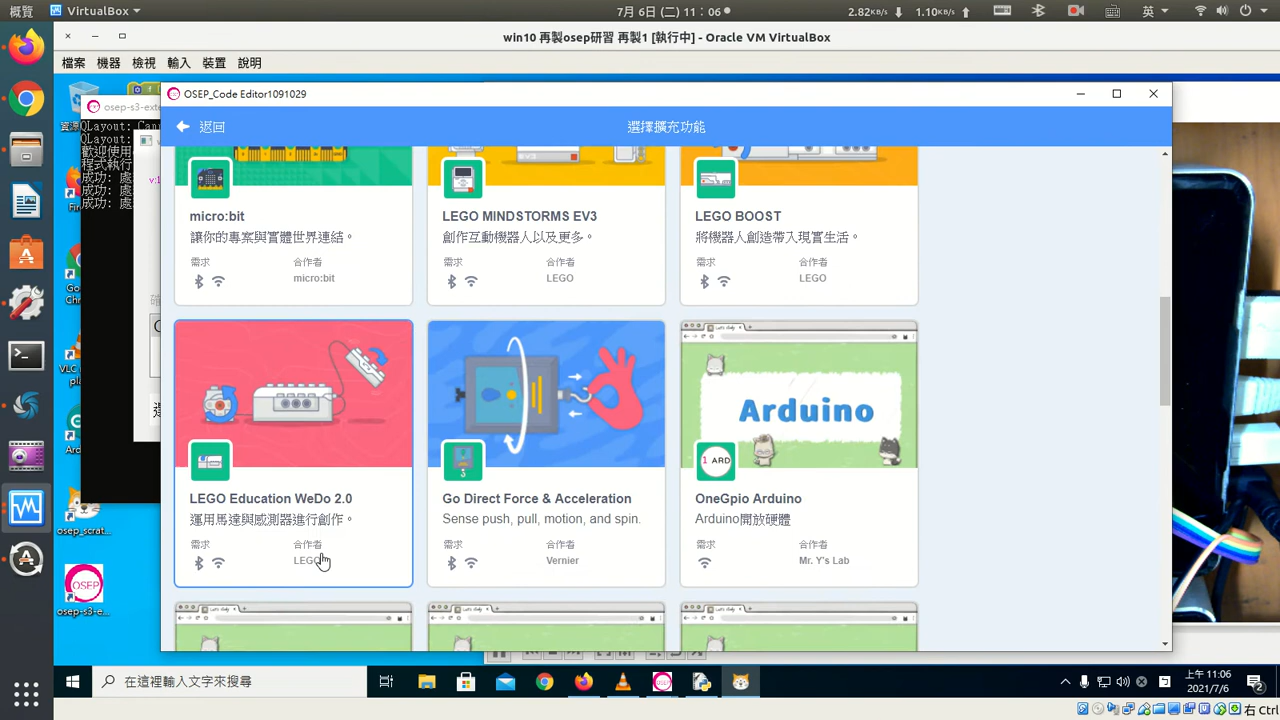 概覽
VirtualBox
7月 6日 (二) 11：06
2.82KB/s
1.10KB/s
英
win10 再製osep研習 再製1 [執行中] - Oracle VM VirtualBox
檔案 機器 檢視 輸入 裝置 說明
OSEP_Code Editor1091029
返回
選擇擴充功能
QLayout:
QLayout:
歡迎使用
程式執行
成功: 處
成功: 處
成功: 處
micro:bit
讓你的專案與實體世界連結。
需求
合作者
micro:bit
LEGO MINDSTORMS EV3
創作互動機器人以及更多。
需求
合作者
LEGO
LEGO BOOST
將機器人創造帶入現實生活。
需求
合作者
LEGO
LEGO Education WeDo 2.0
運用馬達與感測器進行創作。
需求
合作者
LEGO
Go Direct Force & Acceleration
Sense push, pull, motion, and spin.
需求
合作者
Vernier
Arduino
1 ARD
OneGpio Arduino
Arduino開放硬體
需求
合作者
Mr. Y's Lab
OSEP
osep_scrat
osep-s3-e...
在這裡輸入文字來搜尋
上午 11:06
2021/7/6
2
右 Ctrl